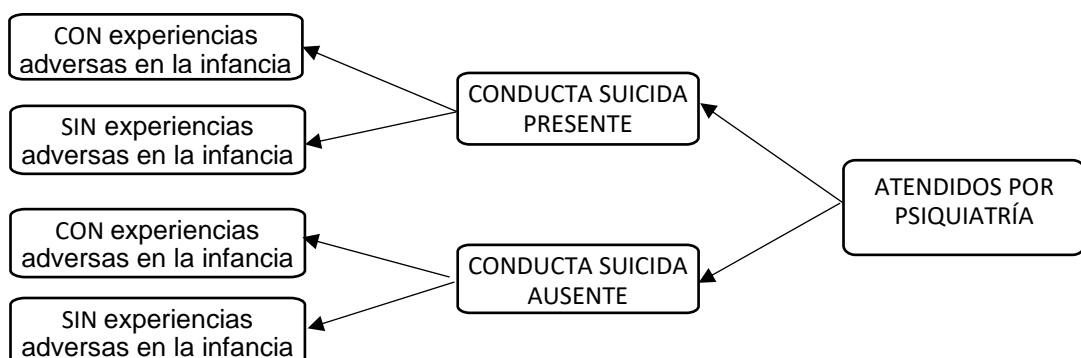 CON experiencias
adversas en la infancia
SIN experiencias
adversas en la infancia
CON experiencias
adversas en la infancia
SIN experiencias
adversas en la infancia
CONDUCTA SUICIDA
PRESENTE
CONDUCTA SUICIDA
AUSENTE
ATENDIDOS POR
PSIQUIATRÍA